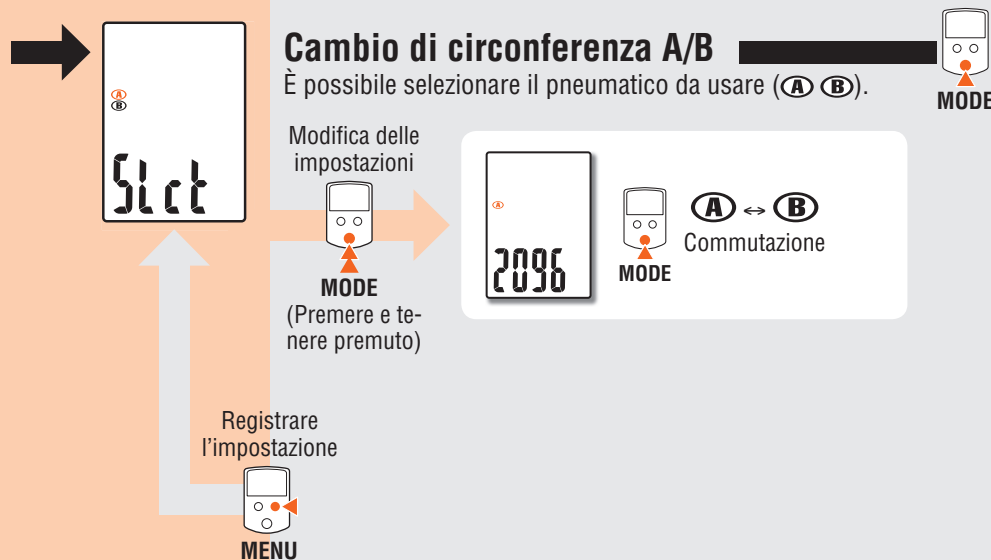 Cambio di circonferenza A/B
È possibile selezionare il pneumatico da usare (Ⓐ Ⓑ).
MODE
Ⓐ
Ⓑ
Slct
Modifica delle
impostazioni
MODE
(Premere e te-
nere premuto)
Ⓐ
2096
MODE
Ⓐ ↔ Ⓑ
Commutazione
Registrare
l'impostazione
MENU